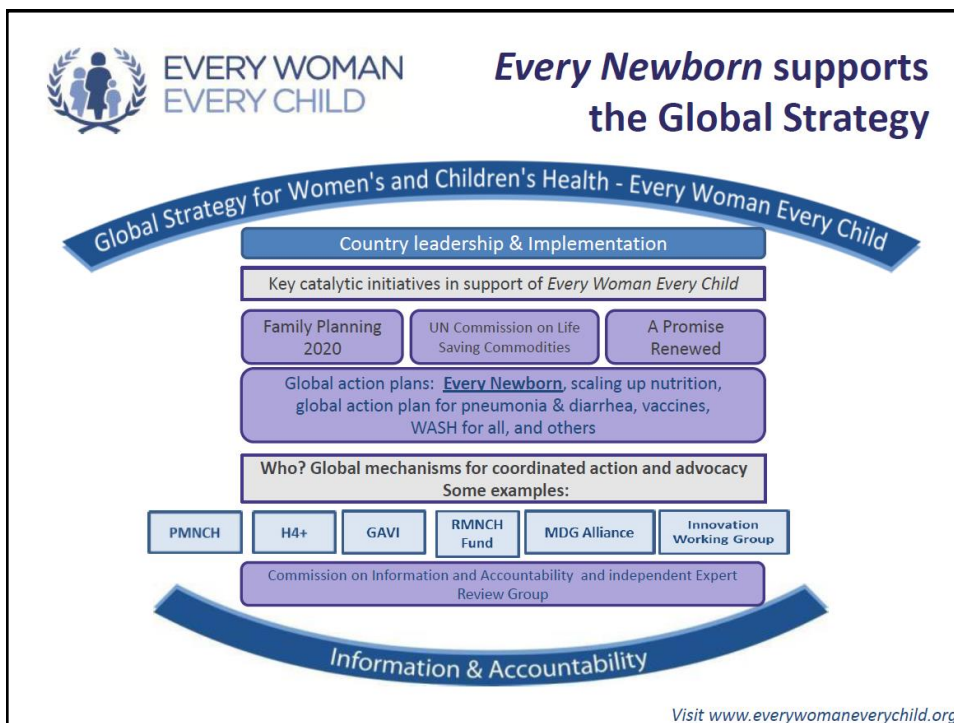 EVERY WOMAN
EVERY CHILD
Every Newborn supports
the Global Strategy
Global Strategy for Women's and Children's Health - Every Woman Every Child
Country leadership & Implementation
Key catalytic initiatives in support of Every Woman Every Child
Family Planning
2020
UN Commission on Life
Saving Commodities
A Promise
Renewed
Global action plans: Every Newborn, scaling up nutrition,
global action plan for pneumonia & diarrhea, vaccines,
WASH for all, and others
Who? Global mechanisms for coordinated action and advocacy
Some examples:
PMNCH
H4+
GAVI
RMNCH
Fund
MDG Alliance
Innovation
Working Group
Commission on Information and Accountability and independent Expert
Review Group
Information & Accountability
Visit www.everywomaneverychild.org